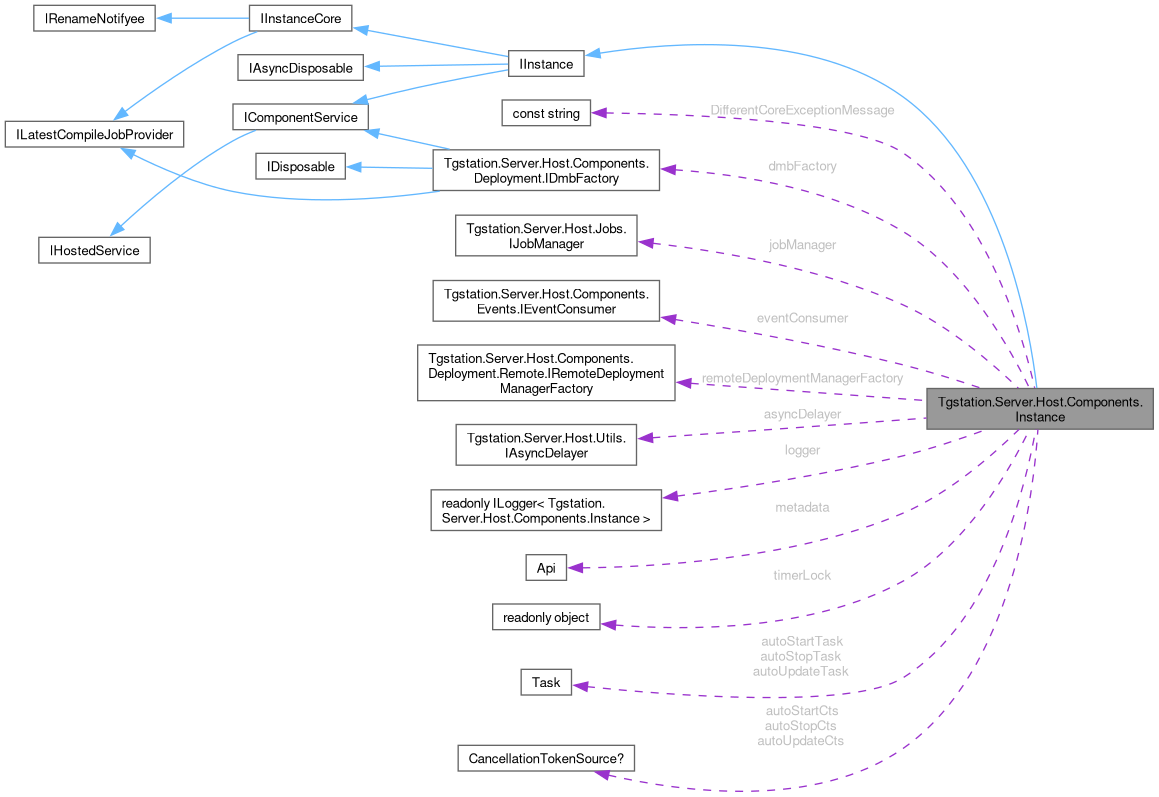 IRenameNotifyee
IInstanceCore
IAsyncDisposable
IInstance
IComponentService
const string
DifferentCoreExceptionMessage
ILatestCompileJobProvider
IDisposable
Tgstation.Server.Host.Components.
Deployment.IDmbFactory
dmbFactory
IHostedService
Tgstation.Server.Host.Jobs.
IJobManager
jobManager
Tgstation.Server.Host.Components.
Events.IEventConsumer
eventConsumer
Tgstation.Server.Host.Components.
Deployment.Remote.IRemoteDeployment
ManagerFactory
remoteDeploymentManagerFactory
Tgstation.Server.Host.Components.
Instance
Tgstation.Server.Host.Utils.
IAsyncDelayer
asyncDelayer
readonly ILogger< Tgstation.
Server.Host.Components.Instance >
logger
Api
metadata
readonly object
timerLock
Task
autoStartTask
autoStopTask
autoUpdateTask
CancellationTokenSource?
autoStartCts
autoStopCts
autoUpdateCts